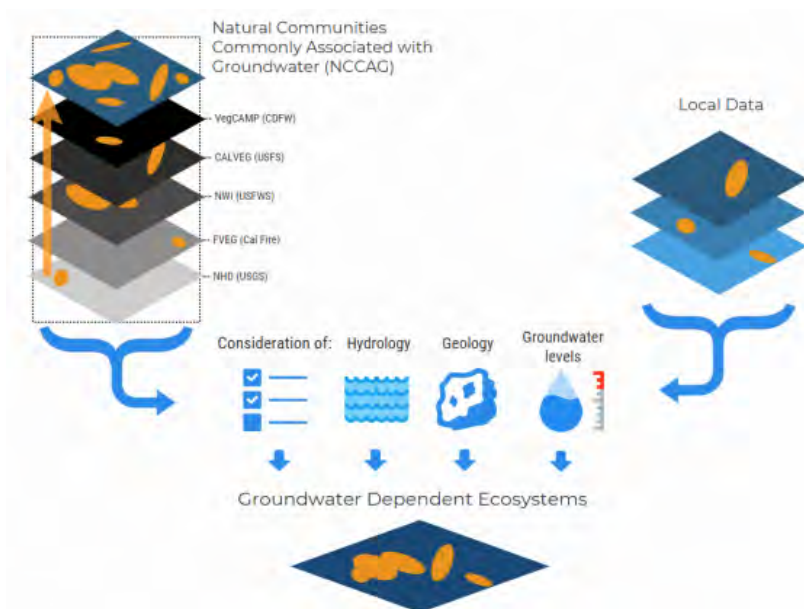 Natural Communities
Commonly Associated with
Groundwater (NCCAG)
VegCAMP (CDFW)
CALVEG (USFS)
NWI (USFWS)
FVEG (Cal Fire)
NHD (USGS)
Local Data
Consideration of:
Hydrology
Geology
Groundwater
levels
Groundwater Dependent Ecosystems